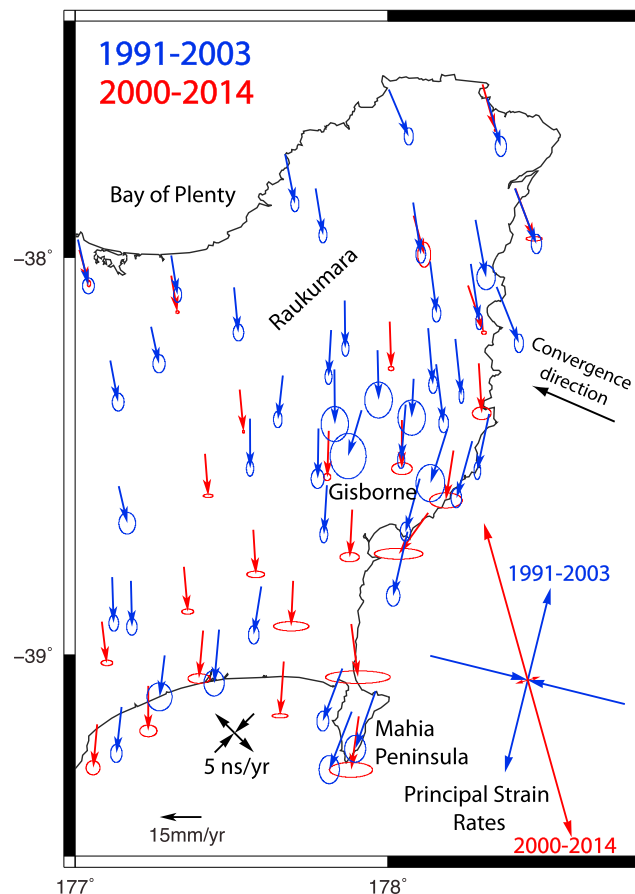 1991-2003
2000-2014
Bay of Plenty
−38˚
Raukumara
Convergence
direction
Gisborne
1991-2003
−39˚
Mahia
Peninsula
5 ns/yr
Principal Strain
Rates
15mm/yr
2000-2014
177˚
178˚